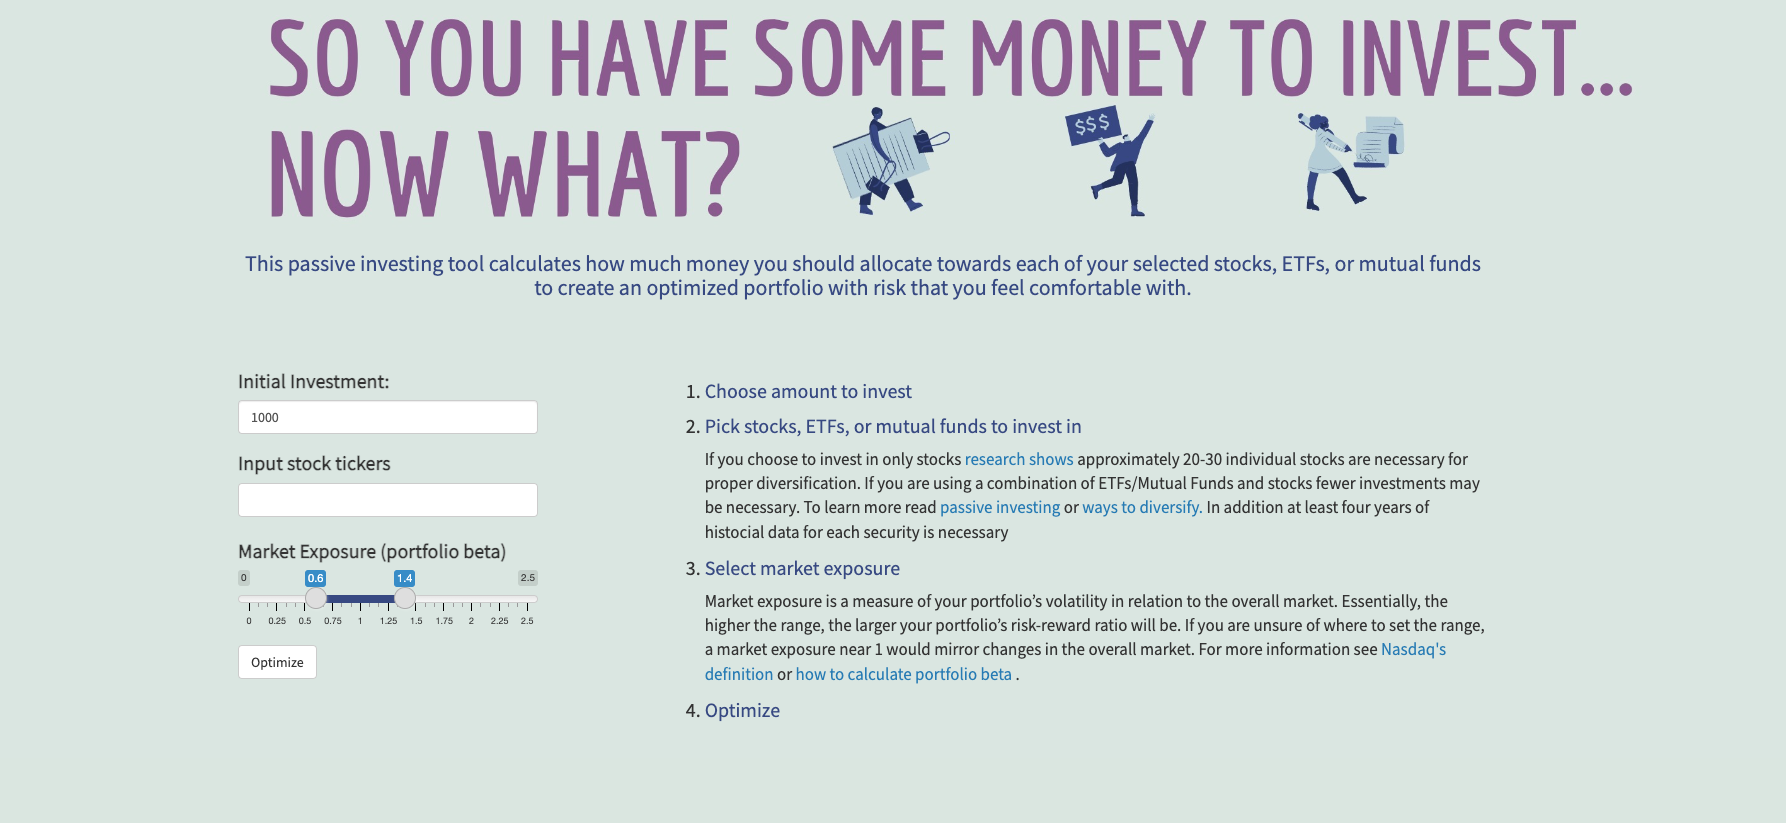 SO YOU HAVE SOME MONEY TO INVEST...
NOW WHAT?
$$$
This passive investing tool calculates how much money you should allocate towards each of your selected stocks, ETFs, or mutual funds
to create an optimized portfolio with risk that you feel comfortable with.
Initial Investment:
1000
Input stock tickers
Market Exposure (portfolio beta)
0 0.6 1.4 2.5
0 0.25 0.5 0.75 1 1.25 1.5 1.75 2 2.25 2.5
Optimize
1. Choose amount to invest
2. Pick stocks, ETFs, or mutual funds to invest in
If you choose to invest in only stocks research shows approximately 20-30 individual stocks are necessary for
proper diversification. If you are using a combination of ETFs/Mutual Funds and stocks fewer investments may
be necessary. To learn more read passive investing or ways to diversify. In addition at least four years of
histocial data for each security is necessary
3. Select market exposure
Market exposure is a measure of your portfolio's volatility in relation to the overall market. Essentially, the
higher the range, the larger your portfolio's risk-reward ratio will be. If you are unsure of where to set the range,
a market exposure near 1 would mirror changes in the overall market. For more information see Nasdaq's
definition or how to calculate portfolio beta .
4. Optimize